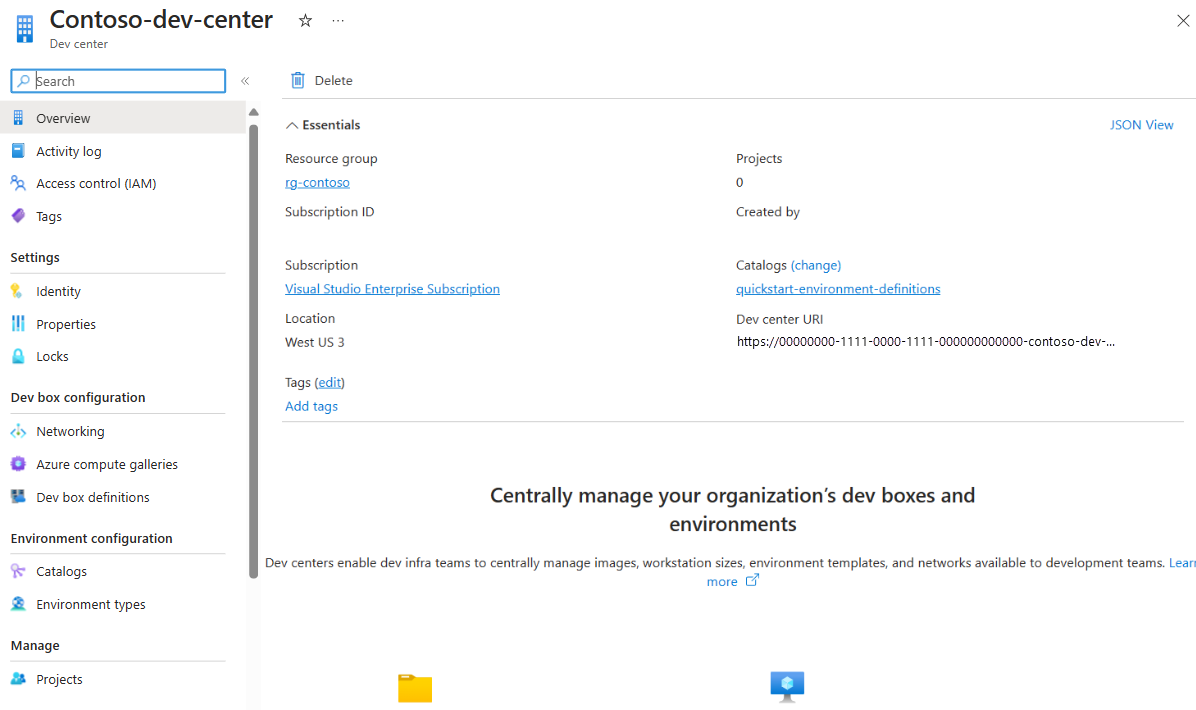 Contoso-dev-center
Dev center
Search
Overview
Activity log
Access control (IAM)
Tags
Settings
Identity
Properties
Locks
Dev box configuration
Networking
Azure compute galleries
Dev box definitions
Environment configuration
Catalogs
Environment types
Manage
Projects
Delete
Essentials
JSON View
Resource group
rg-contoso
Subscription ID
Subscription
Visual Studio Enterprise Subscription
Location
West US 3
Projects
0
Created by
Catalogs (change)
quickstart-environment-definitions
Dev center URI
https://00000000-1111-0000-1111-000000000000-contoso-dev-...
Tags (edit)
Add tags
Centrally manage your organization's dev boxes and
environments
Dev centers enable dev infra teams to centrally manage images, workstation sizes, environment templates, and networks available to development teams. Learn
more